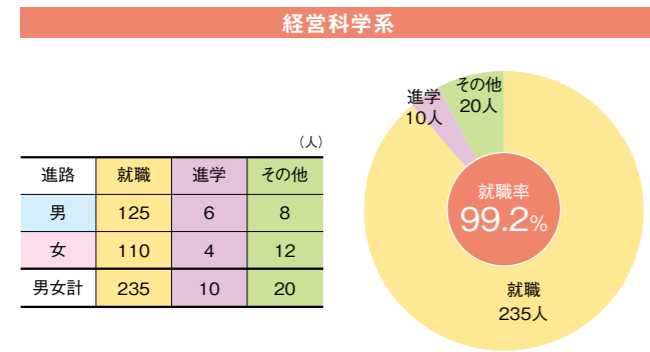 経営科学系
（人）
進路 就職 進学 その他
男 125 6 8
女 110 4 12
男女計 235 10 20
その他
20人
進学
10人
就職率
99.2%
就職
235人